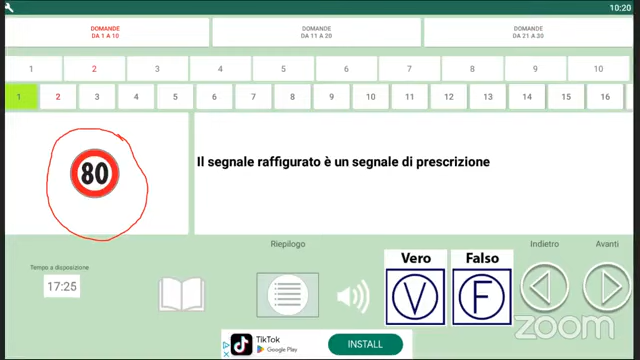 10:20
DOMANDE
DA 1 A 10
DOMANDE
DA 11 A 20
DOMANDE
DA 21 A 30
1 2 3 4 5 6 7 8 9 10
1 2 3 4 5 6 7 8 9 10 11 12 13 14 15 16
80
Il segnale raffigurato è un segnale di prescrizione
Riepilogo
Tempo a disposizione
17:25
Vero
V
Falso
F
Indietro
Avanti
zoom
TikTok
Google Play
INSTALL